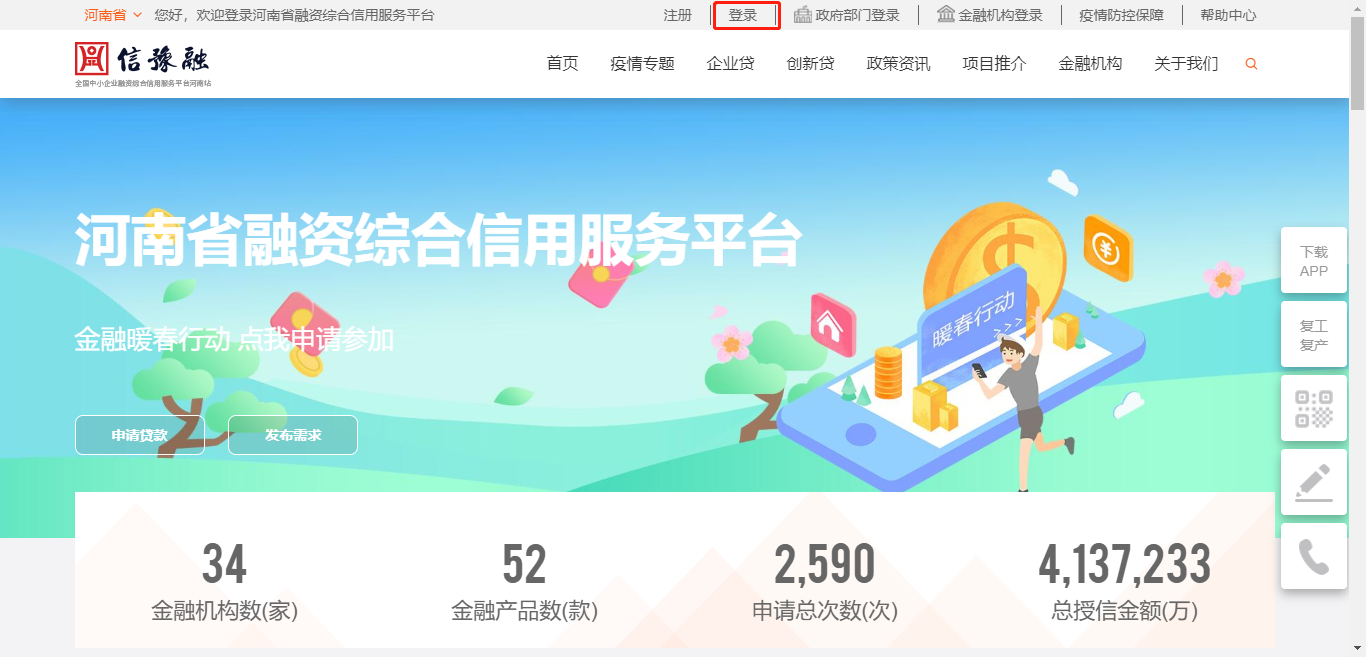 河南省 您好，欢迎登录河南省融资综合信用服务平台 注册 登录 政府部门登录 金融机构登录 疫情防控保障 帮助中心
信豫融
全国中小企业融资综合信用服务平台河南站
首页 疫情专题 企业贷 创新贷 政策资讯 项目推介 金融机构 关于我们
河南省融资综合信用服务平台
金融暖春行动 点我申请参加
申请贷款 发布需求
暖春行动
下载
APP
复工
复产
34 52 2,590 4,137,233
金融机构数(家) 金融产品数(款) 申请总次数(次) 总授信金额(万)